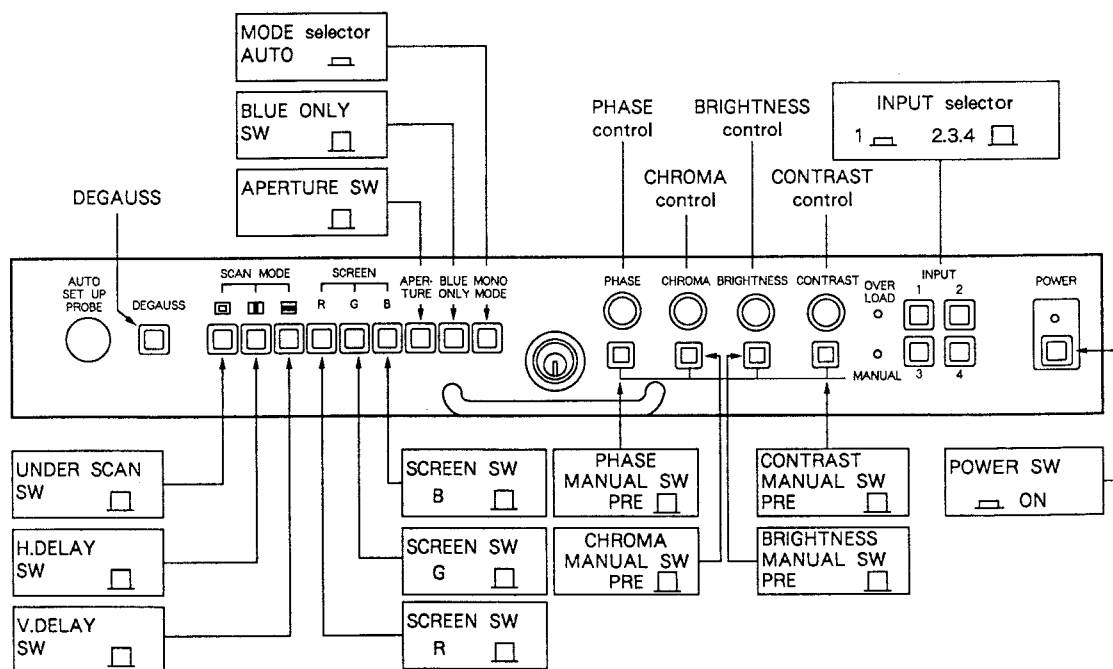 MODE selector
AUTO
BLUE ONLY
SW
APERTURE SW
DEGAUSS
PHASE
control
BRIGHTNESS
control
CHROMA
control
CONTRAST
control
INPUT selector
1 2.3.4
AUTO
SET UP
PROBE
DEGAUSS
SCAN MODE
SCREEN
R G B
APER-
TURE
BLUE
ONLY
MONO
MODE
PHASE
CHROMA
BRIGHTNESS
CONTRAST
OVER
LOAD
MANUAL
INPUT
1 2
3 4
POWER
UNDER SCAN
SW
H.DELAY
SW
V.DELAY
SW
SCREEN SW
B
SCREEN SW
G
SCREEN SW
R
PHASE
MANUAL SW
PRE
CHROMA
MANUAL SW
PRE
CONTRAST
MANUAL SW
PRE
BRIGHTNESS
MANUAL SW
PRE
POWER SW
ON